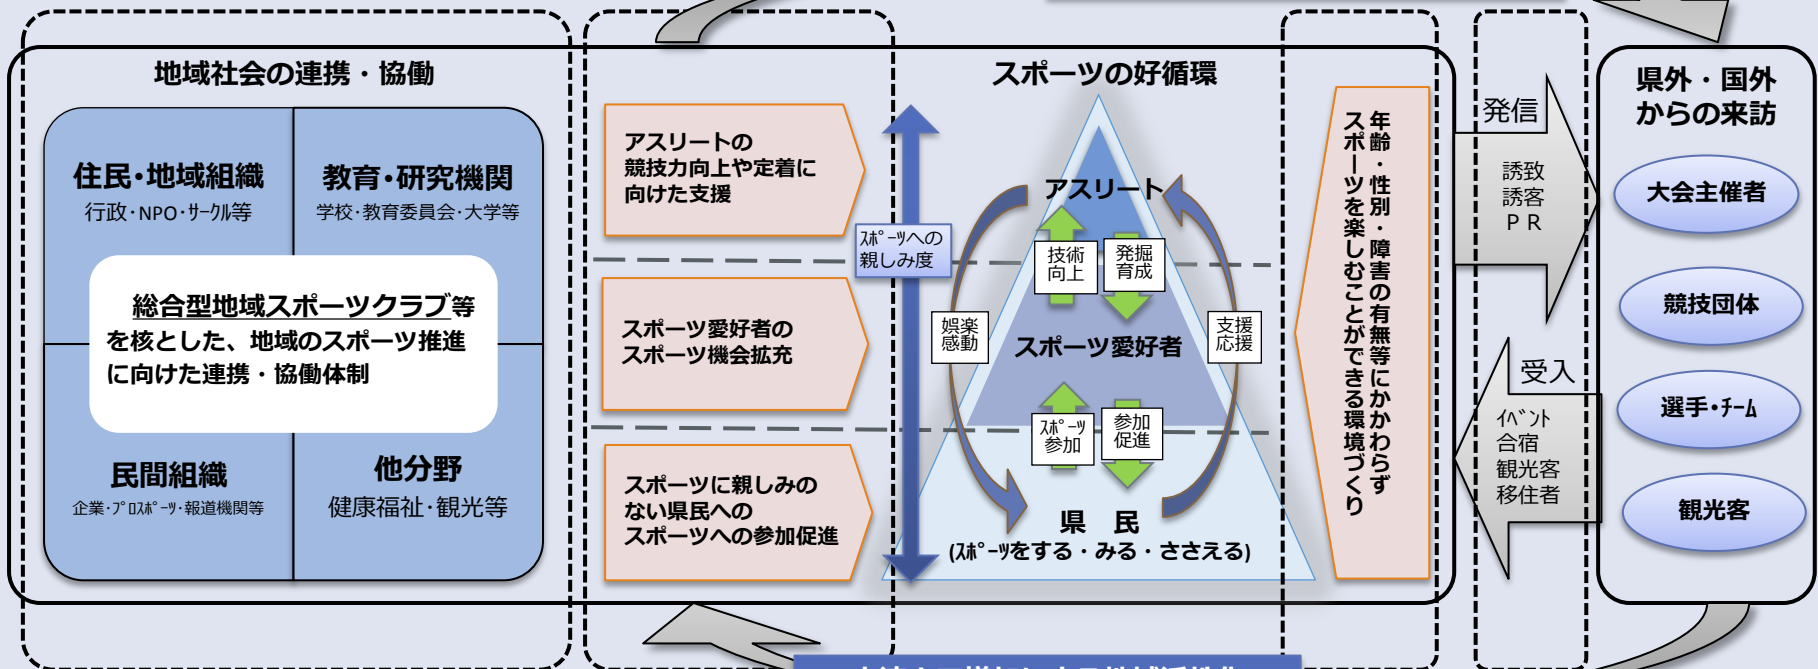 地域社会の連携・協働
住民・地域組織
行政・NPO・ｻｰｸﾙ等
教育・研究機関
学校・教育委員会・大学等
総合型地域スポーツクラブ等
を核とした、地域のスポーツ推進
に向けた連携・協働体制
民間組織
企業・ﾌﾟﾛｽﾎﾟｰﾂ・報道機関等
他分野
健康福祉・観光等
アスリートの
競技力向上や定着に
向けた支援
スポーツ愛好者の
スポーツ機会拡充
スポーツに親しみの
ない県民への
スポーツへの参加促進
ｽﾎﾟｰﾂへの
親しみ度
スポーツの好循環
アスリート
技術
向上
発掘
育成
娯楽
感動
スポーツ愛好者
支援
応援
ｽﾎﾟｰﾂ
参加
参加
促進
県　民
(ｽﾎﾟｰﾂをする・みる・ささえる)
年齢・性別・障害の有無等にかかわらず
スポーツを楽しむことができる環境づくり
発信
誘致
誘客
ＰＲ
受入
ｲﾍﾞﾝﾄ
合宿
観光客
移住者
県外・国外
からの来訪
大会主催者
競技団体
選手・ﾁｰﾑ
観光客